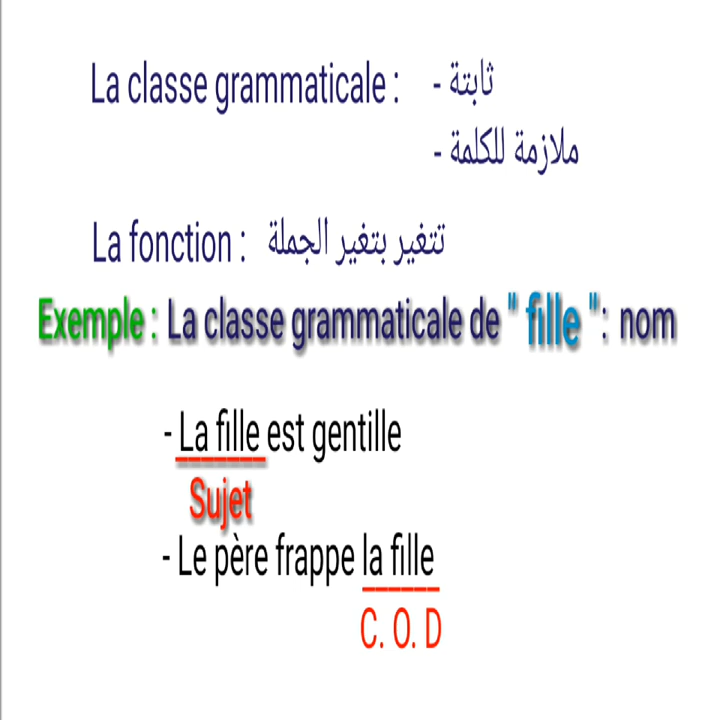 La classe grammaticale : - ثابتة
- ملازمة للكلمة
La fonction : تتغير بتغير الجملة
Exemple : La classe grammaticale de " fille ": nom
- La fille est gentille
Sujet
- Le père frappe la fille
C. O. D